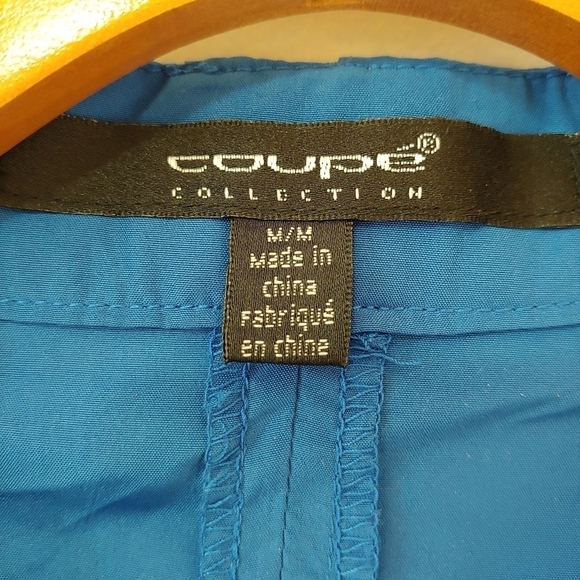 coupé®
COLLECTION
M/M
Made in
china
Fabriqué
en chine